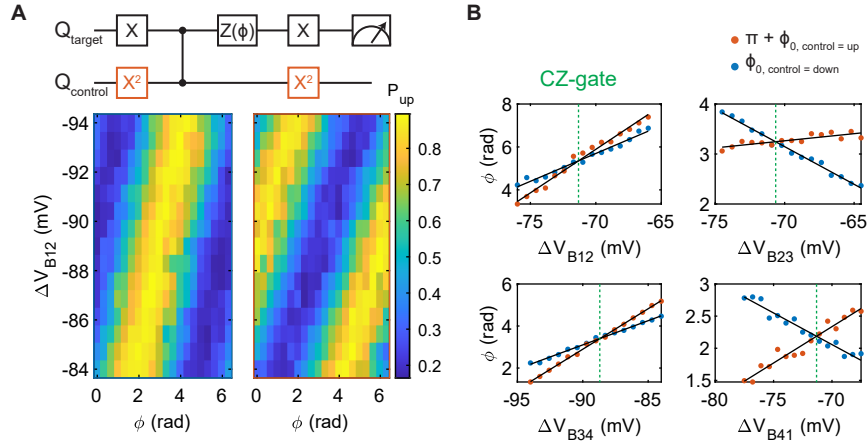 A
Q_target X Z(ϕ) X
Q_control X² X²
P_up
-94
-92
-90
-88
-86
-84
ΔV_B12 (mV)
0 2 4 6
ϕ (rad)
0 2 4 6
ϕ (rad)
0.8
0.7
0.6
0.5
0.4
0.3
0.2
B
π + ϕ_0, control = up
ϕ_0, control = down
CZ-gate
8
6
4
ϕ (rad)
-75 -70 -65
ΔV_B12 (mV)
4
3
2
-75 -70 -65
ΔV_B23 (mV)
6
4
2
ϕ (rad)
-95 -90 -85
ΔV_B34 (mV)
3
2.5
2
1.5
-80 -75 -70
ΔV_B41 (mV)